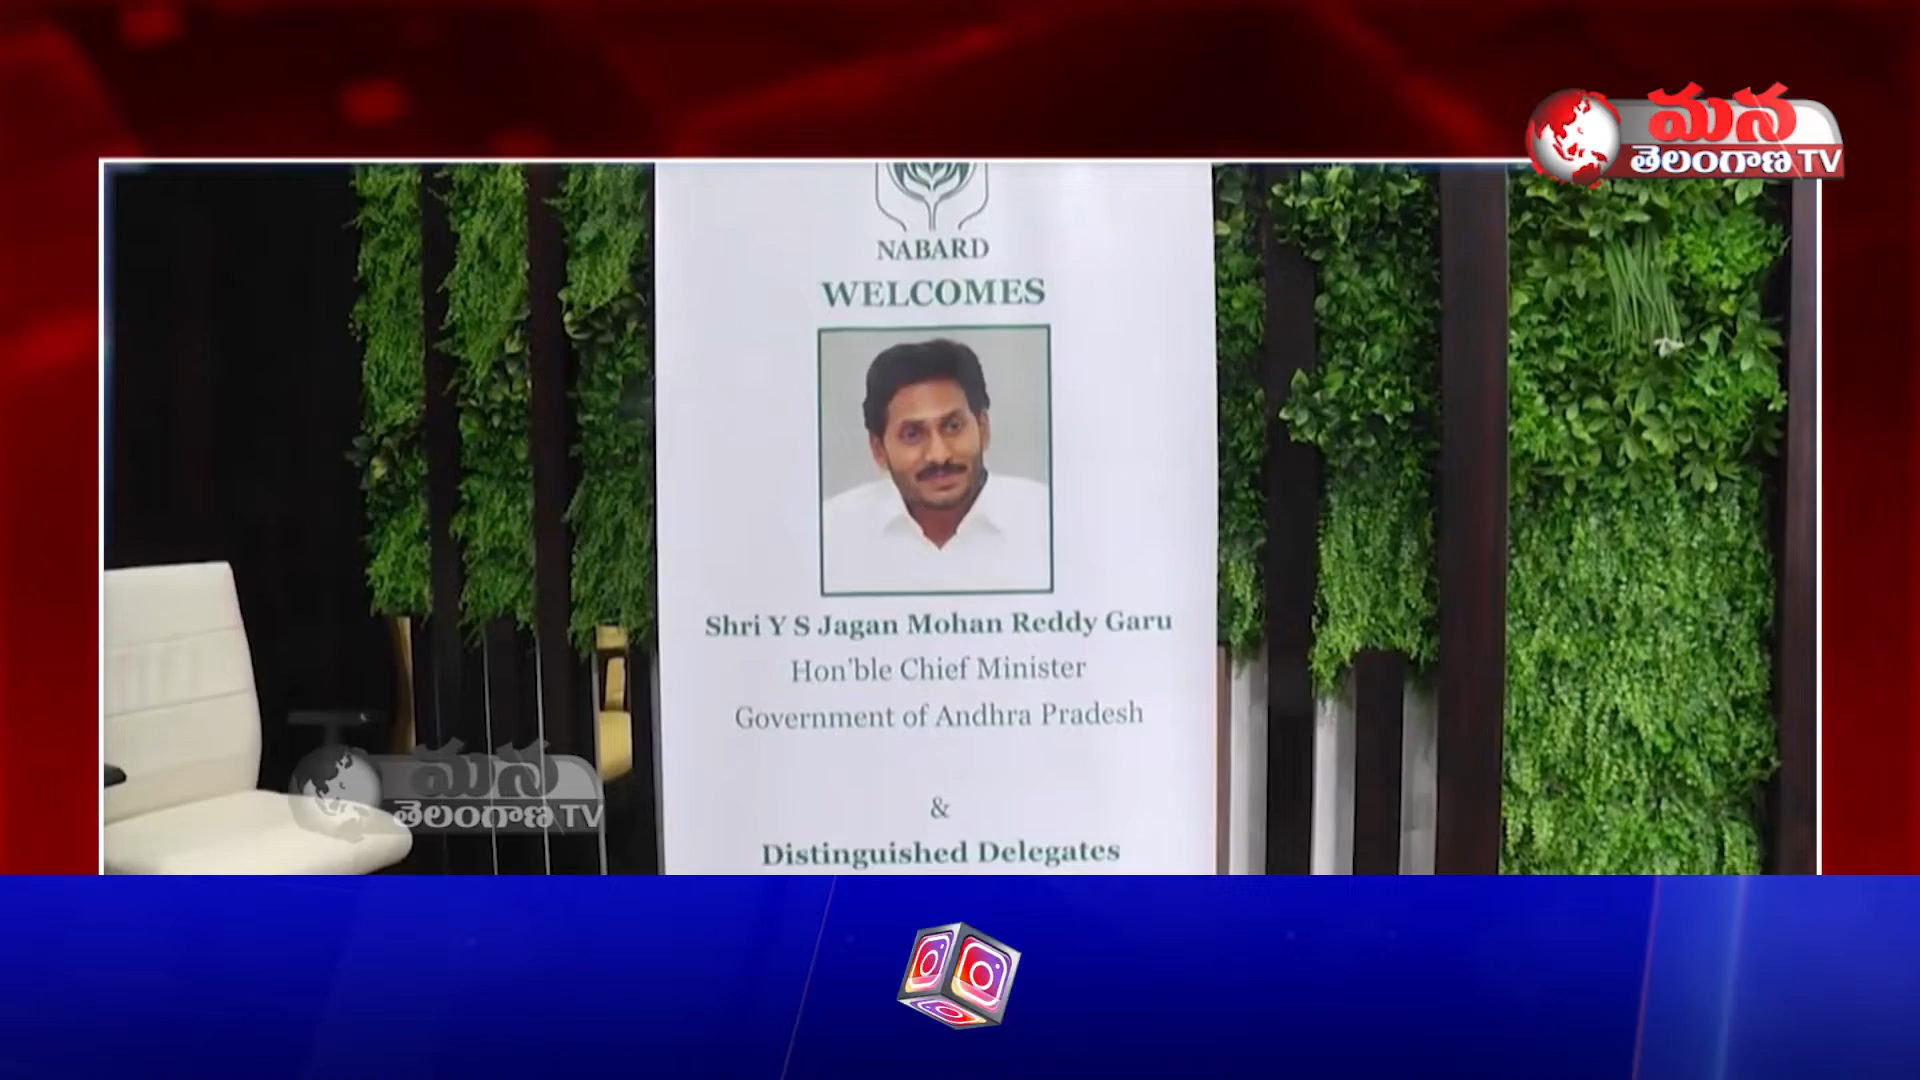 మన
తెలంగాణ TV
NABARD
WELCOMES
Shri Y S Jagan Mohan Reddy Garu
Hon'ble Chief Minister
Government of Andhra Pradesh
&
Distinguished Delegates
మన
తెలంగాణ TV